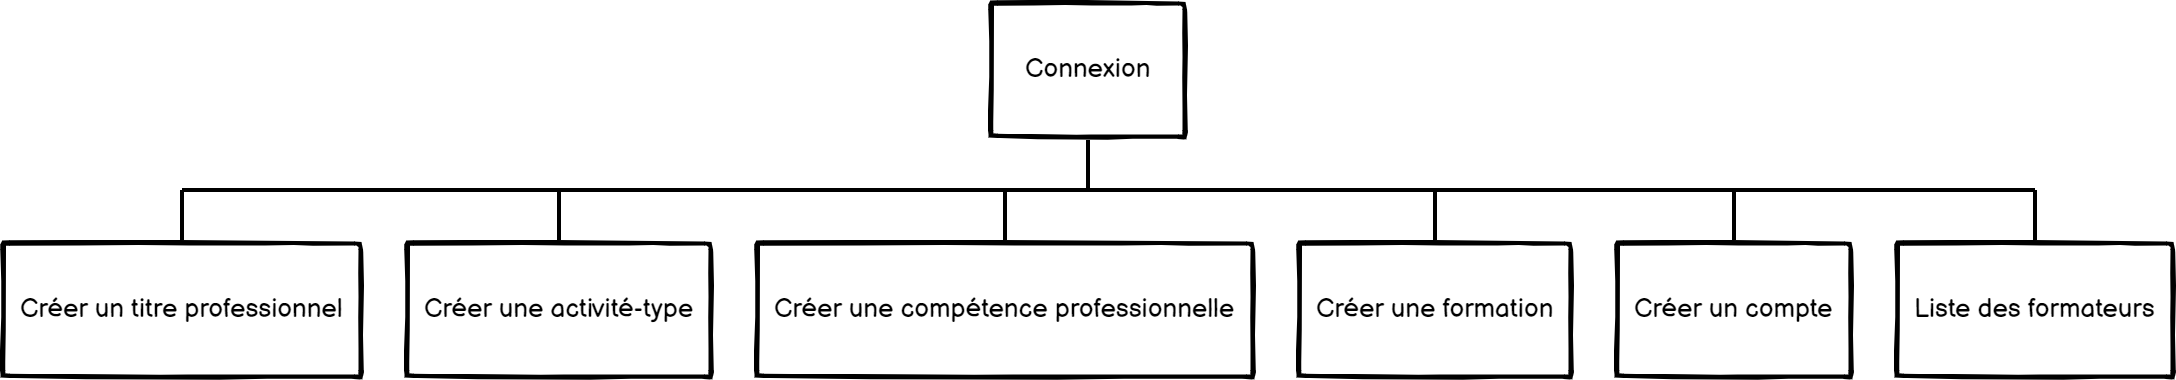 Connexion
Créer un titre professionnel
Créer une activité-type
Créer une compétence professionnelle
Créer une formation
Créer un compte
Liste des formateurs